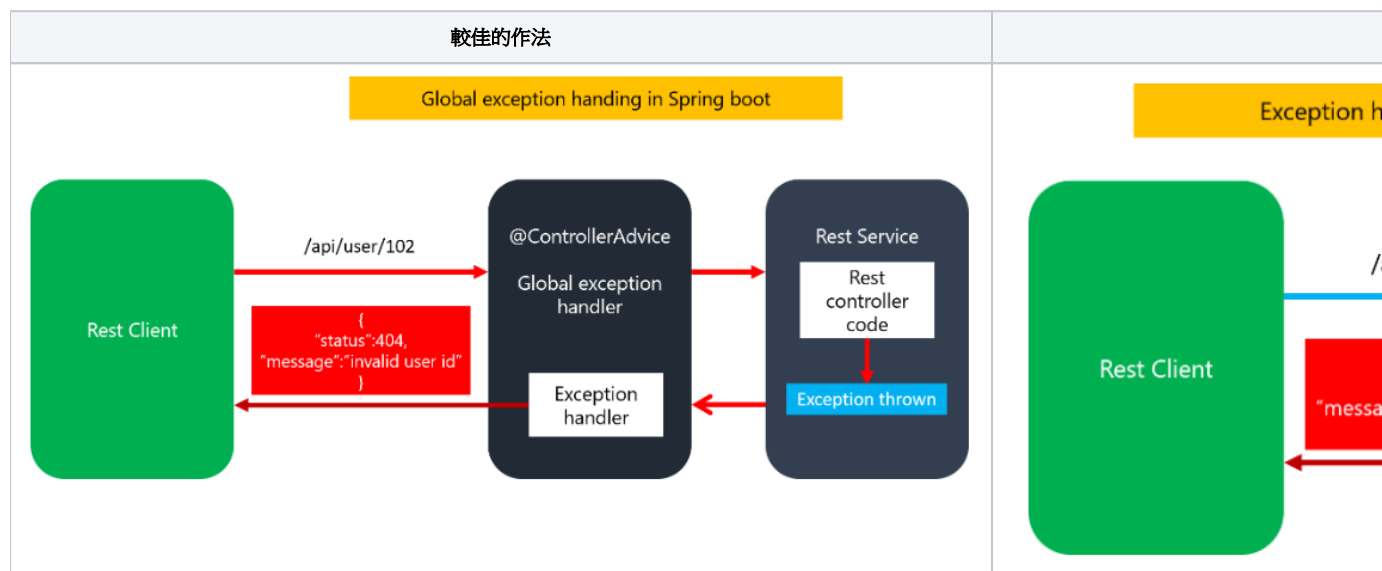 較佳的作法
Global exception handing in Spring boot
/api/user/102
@ControllerAdvice
Global exception
handler
Rest Service
Rest
controller
code
Rest Client
{
“status”:404,
“message”:”invalid user id”
}
Exception
handler
Exception thrown
Exception h
Rest Client
“messa